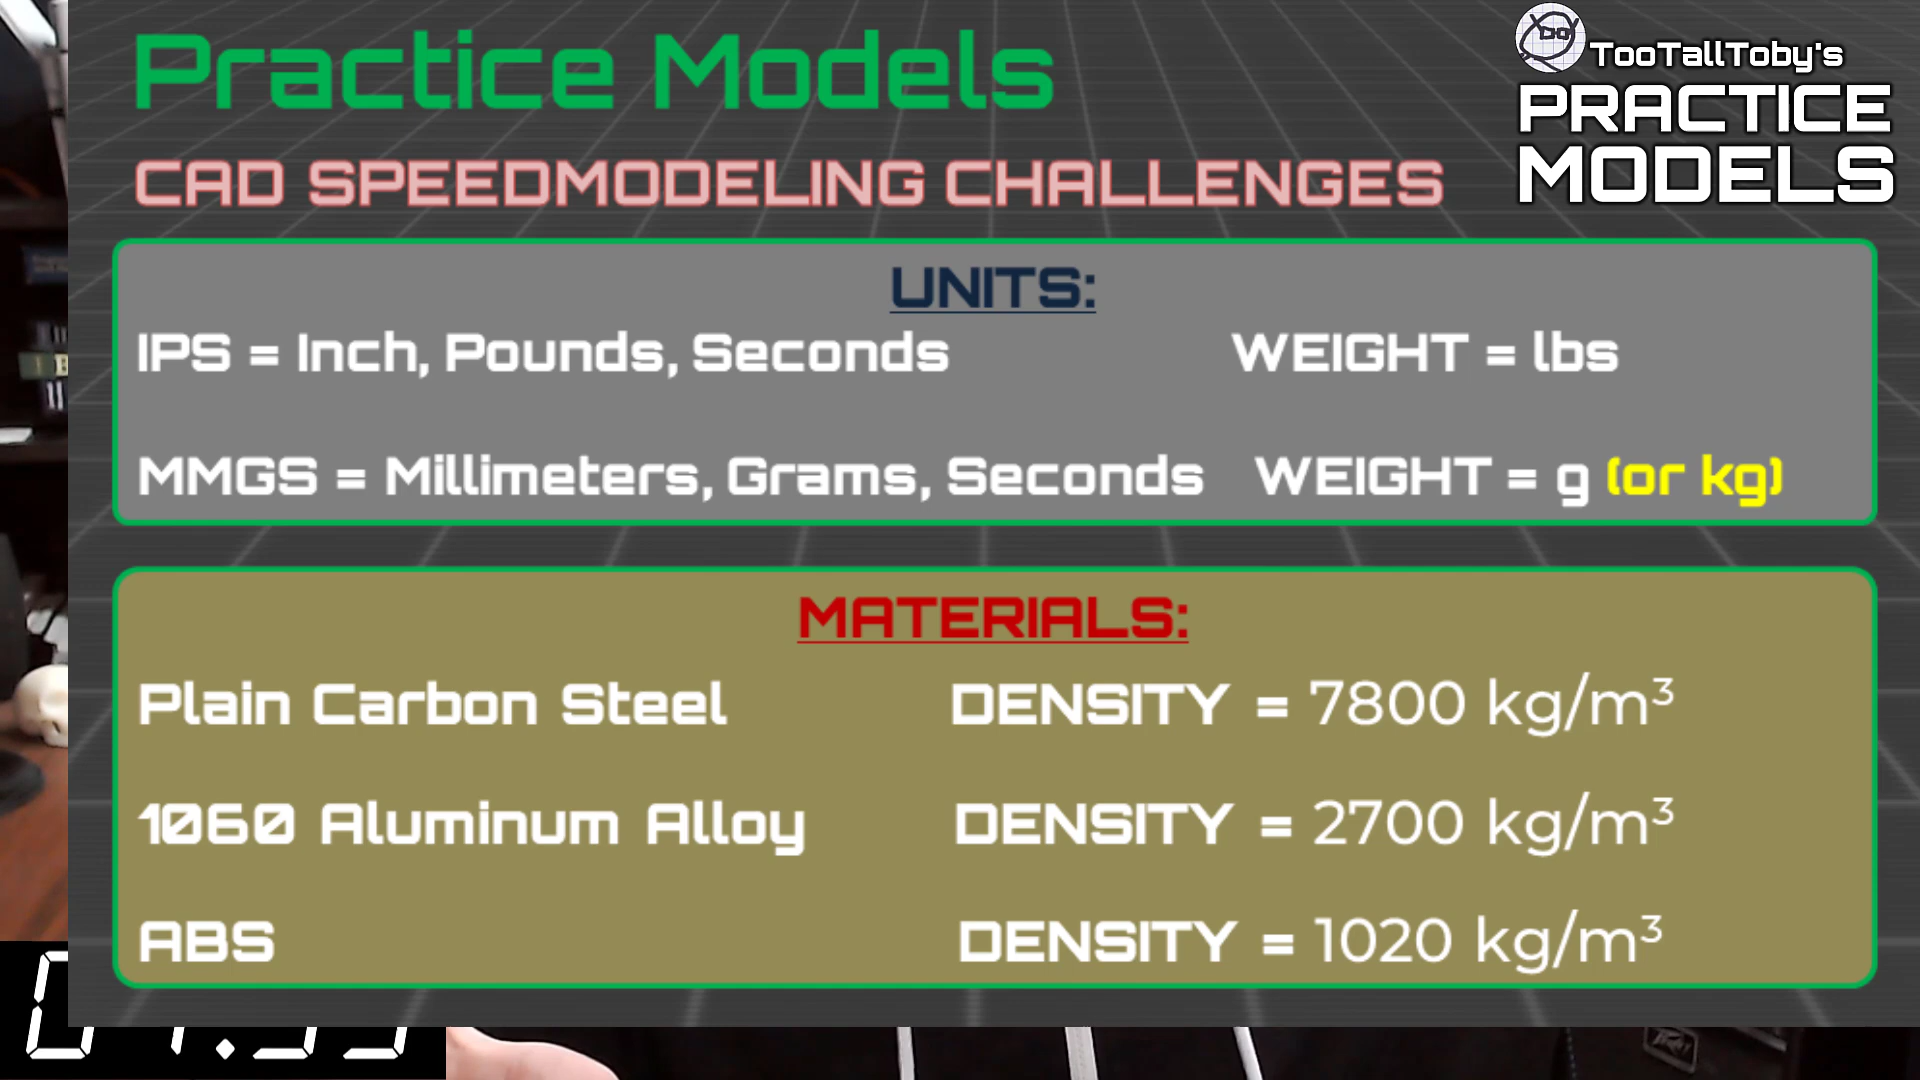 Practice Models
TooTallToby's
PRACTICE
MODELS
CAD SPEEDMODELING CHALLENGES
UNITS:
IPS = Inch, Pounds, Seconds WEIGHT = lbs
MMGS = Millimeters, Grams, Seconds WEIGHT = g (or kg)
MATERIALS:
Plain Carbon Steel DENSITY = 7800 kg/m³
1060 Aluminum Alloy DENSITY = 2700 kg/m³
ABS DENSITY = 1020 kg/m³